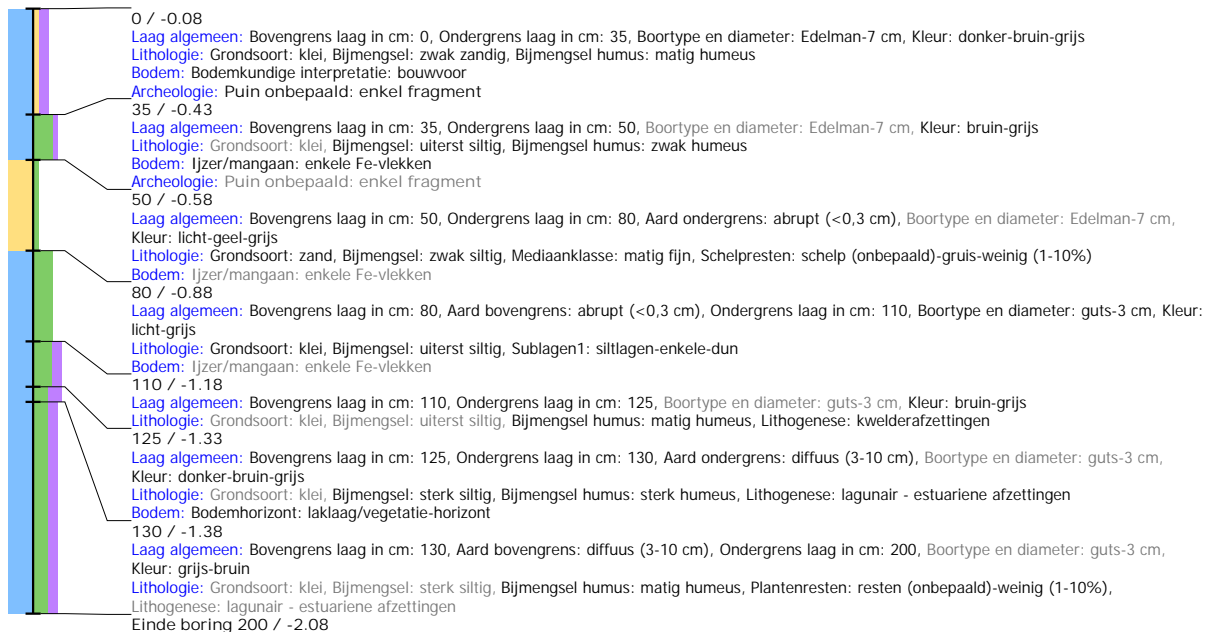 0 / -0.08
Laag algemeen: Bovengrens laag in cm: 0, Ondergrens laag in cm: 35, Boortype en diameter: Edelman-7 cm, Kleur: donker-bruin-grijs
Lithologie: Grondsoort: klei, Bijmengsel: zwak zandig, Bijmengsel humus: matig humeus
Bodem: Bodemkundige interpretatie: bouwvoor
Archeologie: Puin onbepaald: enkel fragment
35 / -0.43
Laag algemeen: Bovengrens laag in cm: 35, Ondergrens laag in cm: 50, Boortype en diameter: Edelman-7 cm, Kleur: bruin-grijs
Lithologie: Grondsoort: klei, Bijmengsel: uiterst siltig, Bijmengsel humus: zwak humeus
Bodem: Ijzer/mangaan: enkele Fe-vlekken
Archeologie: Puin onbepaald: enkel fragment
50 / -0.58
Laag algemeen: Bovengrens laag in cm: 50, Ondergrens laag in cm: 80, Aard ondergrens: abrupt (<0,3 cm), Boortype en diameter: Edelman-7 cm,
Kleur: licht-geel-grijs
Lithologie: Grondsoort: zand, Bijmengsel: zwak siltig, Mediaanklasse: matig fijn, Schelpresten: schelp (onbepaald)-gruis-weinig (1-10%)
Bodem: Ijzer/mangaan: enkele Fe-vlekken
80 / -0.88
Laag algemeen: Bovengrens laag in cm: 80, Aard bovengrens: abrupt (<0,3 cm), Ondergrens laag in cm: 110, Boortype en diameter: guts-3 cm, Kleur:
licht-grijs
Lithologie: Grondsoort: klei, Bijmengsel: uiterst siltig, Sublagen1: siltlagen-enkele-dun
Bodem: Ijzer/mangaan: enkele Fe-vlekken
110 / -1.18
Laag algemeen: Bovengrens laag in cm: 110, Ondergrens laag in cm: 125, Boortype en diameter: guts-3 cm, Kleur: bruin-grijs
Lithologie: Grondsoort: klei, Bijmengsel: uiterst siltig, Bijmengsel humus: matig humeus, Lithogenese: kwelderafzettingen
125 / -1.33
Laag algemeen: Bovengrens laag in cm: 125, Ondergrens laag in cm: 130, Aard ondergrens: diffuus (3-10 cm), Boortype en diameter: guts-3 cm,
Kleur: donker-bruin-grijs
Lithologie: Grondsoort: klei, Bijmengsel: sterk siltig, Bijmengsel humus: sterk humeus, Lithogenese: lagunair - estuariene afzettingen
Bodem: Bodemhorizont: laklaag/vegetatie-horizont
130 / -1.38
Laag algemeen: Bovengrens laag in cm: 130, Aard bovengrens: diffuus (3-10 cm), Ondergrens laag in cm: 200, Boortype en diameter: guts-3 cm,
Kleur: grijs-bruin
Lithologie: Grondsoort: klei, Bijmengsel: sterk siltig, Bijmengsel humus: matig humeus, Plantenresten: resten (onbepaald)-weinig (1-10%),
Lithogenese: lagunair - estuariene afzettingen
Einde boring 200 / -2.08